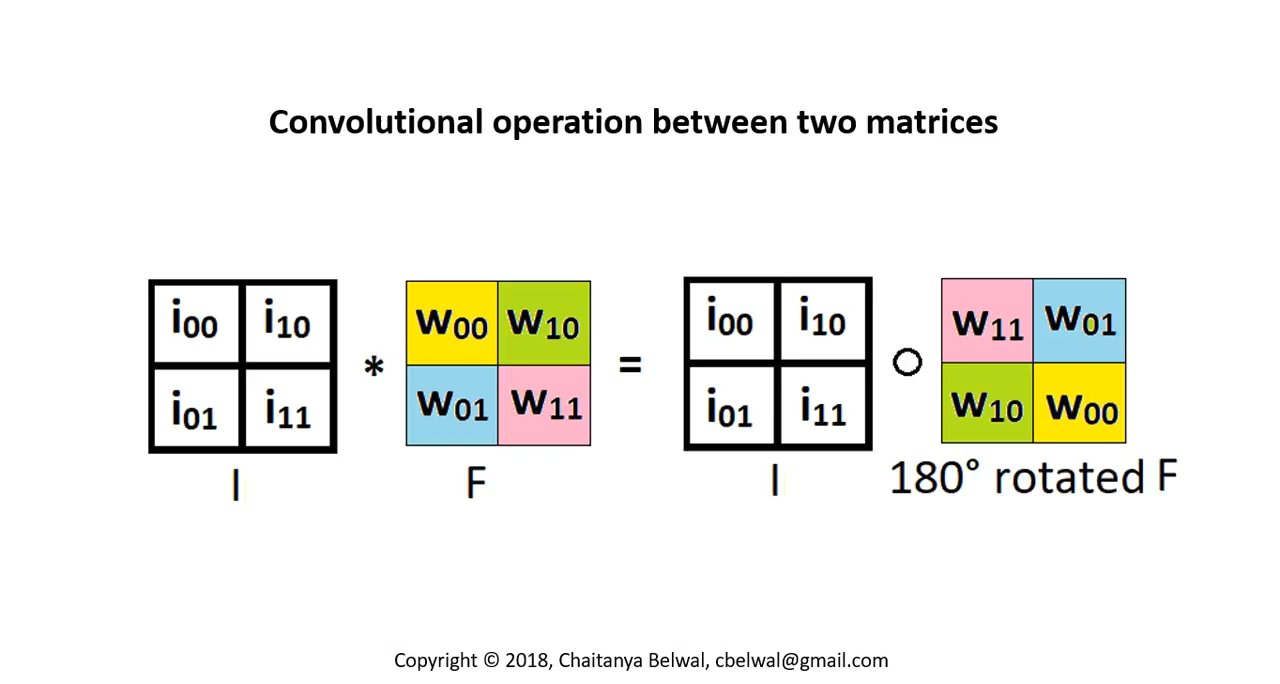 Convolutional operation between two matrices
i00 i10 * w00 w10 = i00 i10 ○ w11 w01
i01 i11 w01 w11 i01 i11 w10 w00
I F I 180° rotated F
Copyright © 2018, Chaitanya Belwal, cbelwal@gmail.com